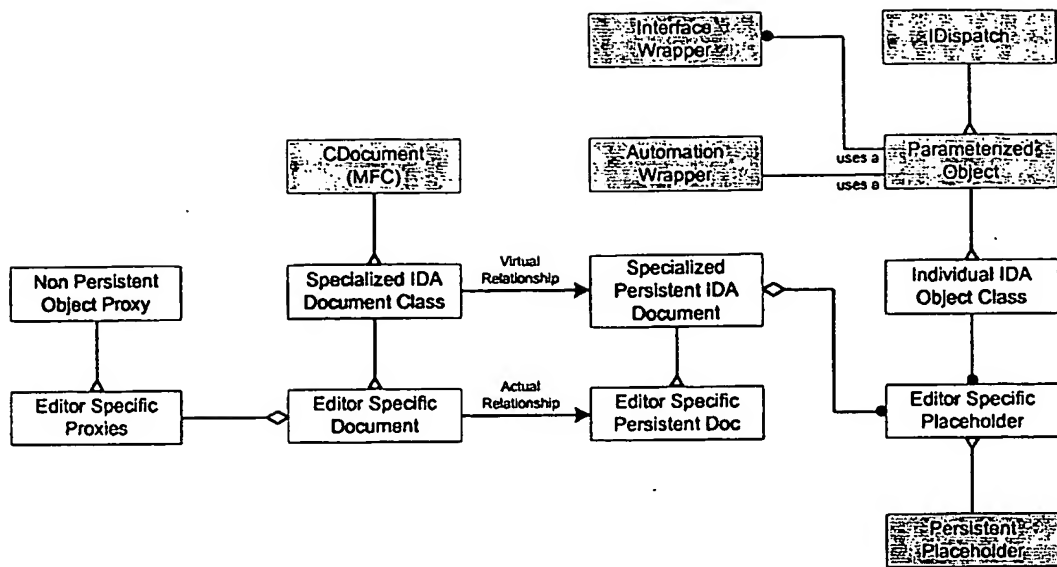 Interface
Wrapper
IDispatch
CDocument
(MFC)
Automation
Wrapper
uses a
uses a
Parameterized
Object
Non Persistent
Object Proxy
Specialized IDA
Document Class
Virtual
Relationship
Specialized
Persistent IDA
Document
Individual IDA
Object Class
Editor Specific
Proxies
Editor Specific
Document
Actual
Relationship
Editor Specific
Persistent Doc
Editor Specific
Placeholder
Persistent
Placeholder